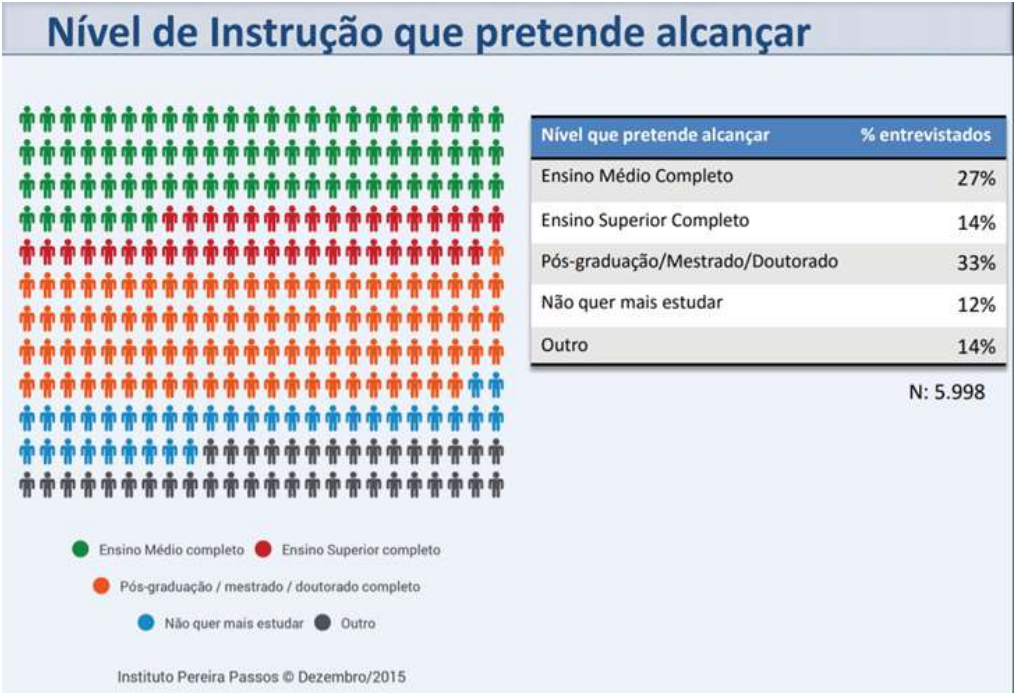 Nível de Instrução que pretende alcançar
Nível que pretende alcançar % entrevistados
Ensino Médio Completo 27%
Ensino Superior Completo 14%
Pós-graduação/Mestrado/Doutorado 33%
Não quer mais estudar 12%
Outro 14%
N: 5.998
Ensino Médio completo Ensino Superior completo
Pós-graduação / mestrado / doutorado completo
Não quer mais estudar Outro
Instituto Pereira Passos © Dezembro/2015